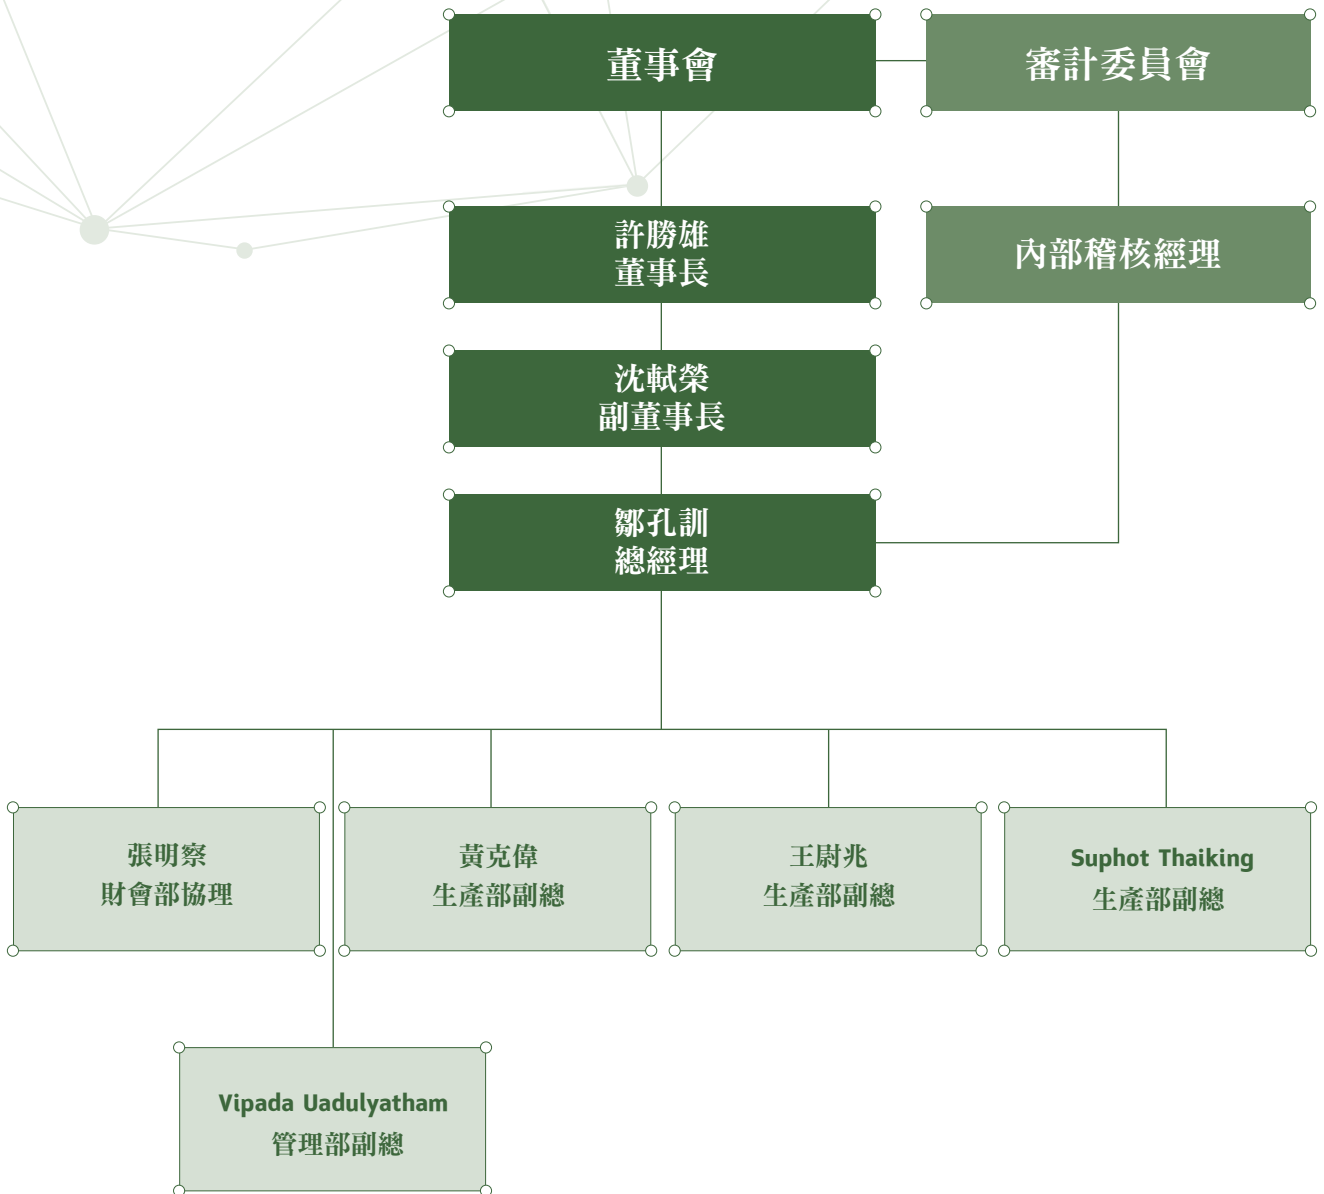 董事會
審計委員會
許勝雄
董事長
內部稽核經理
沈軾榮
副董事長
鄒孔訓
總經理
張明察
財會部協理
黃克偉
生產部副總
王尉兆
生產部副總
Suphot Thaiking
生產部副總
Vipada Uadulyatham
管理部副總